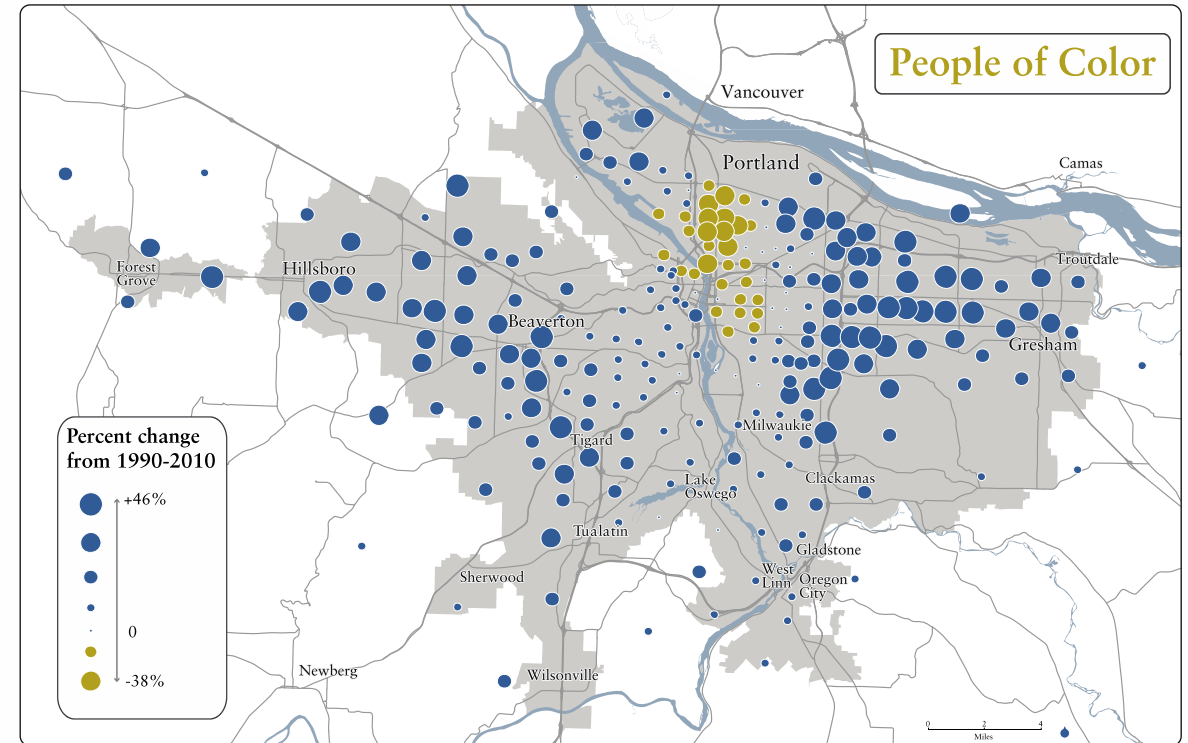 People of Color
Vancouver
Portland
Camas
Troutdale
Forest
Grove
Hillsboro
Beaverton
Gresham
Percent change
from 1990-2010
+46%
0
-38%
Milwaukie
Tigard
Lake
Oswego
Clackamas
Tualatin
Gladstone
Sherwood
West
Linn
Oregon
City
Newberg
Wilsonville
0 2 4
Miles